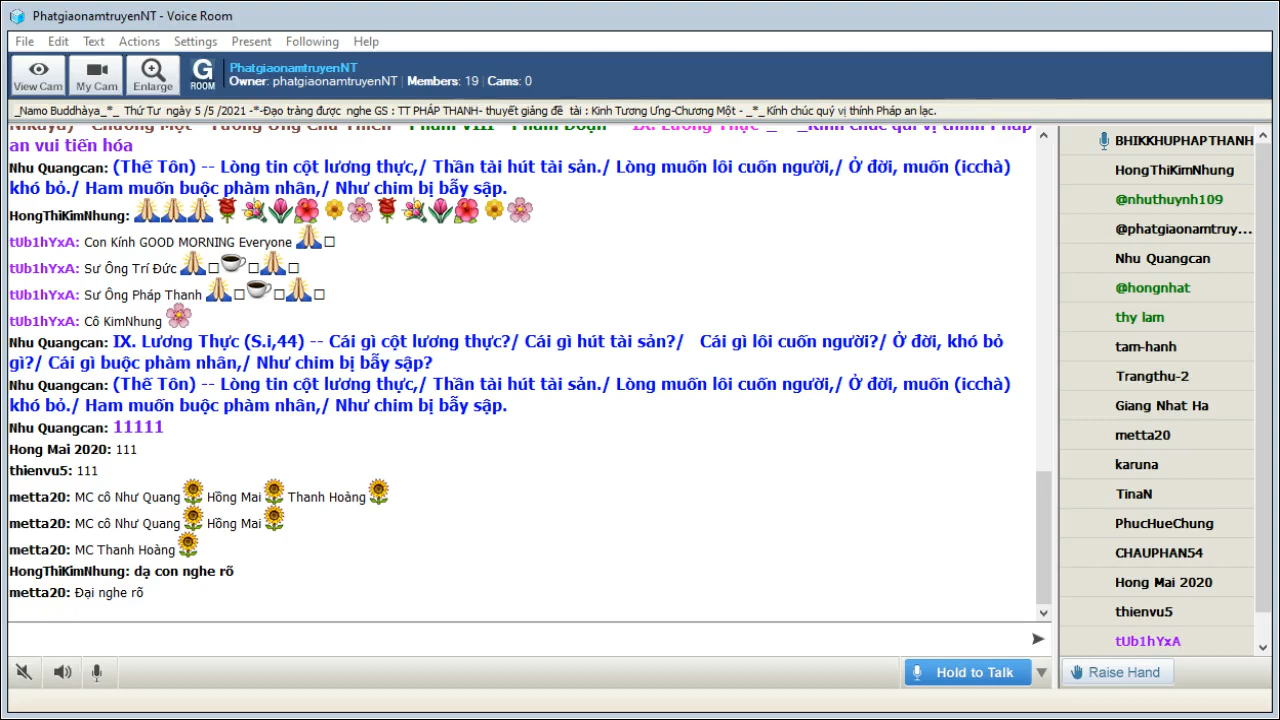 PhatgiaonamtruyenNT - Voice Room
File Edit Text Actions Settings Present Following Help
View Cam My Cam Enlarge G ROOM
PhatgiaonamtruyenNT
Owner: phatgiaonamtruyenNT | Members: 19 | Cams: 0
_Namo Buddhàya_*_ Thứ Tư ngày 5 /5 /2021 -*-Đạo tràng được nghe GS : TT PHÁP THANH- thuyết giảng đề tài : Kinh Tương Ưng-Chương Một - _*_ Kính chúc quý vị thính Pháp an lạc.
Nikaya) - Chương Một - Tương Ưng Chư Thiên - Phẩm VIII - Phẩm Đoạn - IX. Lương Thực _*_Kính Chúc quí vị thính Pháp
an vui tiến hóa
Nhu Quangcan: (Thế Tôn) -- Lòng tin cột lương thực,/ Thần tài hút tài sản./ Lòng muốn lôi cuốn người,/ Ở đời, muốn (icchà)
khó bỏ./ Ham muốn buộc phàm nhân,/ Như chim bị bẫy sập.
HongThiKimNhung:
tUb1hYxA: Con Kính GOOD MORNING Everyone
tUb1hYxA: Sư Ông Trí Đức
tUb1hYxA: Sư Ông Pháp Thanh
tUb1hYxA: Cô KimNhung
Nhu Quangcan: IX. Lương Thực (S.i,44) -- Cái gì cột lương thực?/ Cái gì hút tài sản?/ Cái gì lôi cuốn người?/ Ở đời, khó bỏ
gì?/ Cái gì buộc phàm nhân,/ Như chim bị bẫy sập?
Nhu Quangcan: (Thế Tôn) -- Lòng tin cột lương thực,/ Thần tài hút tài sản./ Lòng muốn lôi cuốn người,/ Ở đời, muốn (icchà)
khó bỏ./ Ham muốn buộc phàm nhân,/ Như chim bị bẫy sập.
Nhu Quangcan: 11111
Hong Mai 2020: 111
thienvu5: 111
metta20: MC cô Như Quang Hồng Mai Thanh Hoàng
metta20: MC cô Như Quang Hồng Mai
metta20: MC Thanh Hoàng
HongThiKimNhung: dạ con nghe rõ
metta20: Đại nghe rõ
Hold to Talk
BHIKKHUPHAPTHANH
HongThiKimNhung
@nhuthuynh109
@phatgiaonamtruy...
Nhu Quangcan
@hongnhat
thy lam
tam-hanh
Trangthu-2
Giang Nhat Ha
metta20
karuna
TinaN
PhucHueChung
CHAUPHAN54
Hong Mai 2020
thienvu5
tUb1hYxA
Raise Hand